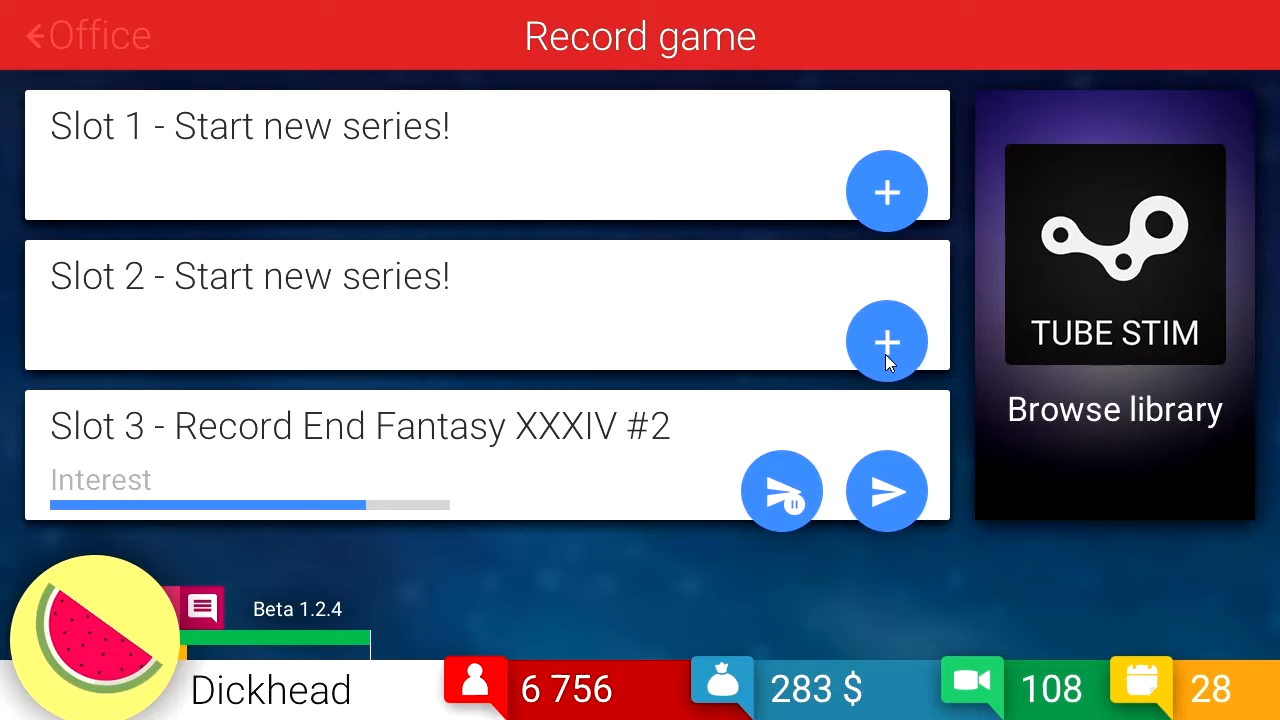 Office
Record game
Slot 1 - Start new series!
Slot 2 - Start new series!
Slot 3 - Record End Fantasy XXXIV #2
Interest
TUBE STIM
Browse library
Beta 1.2.4
Dickhead
6 756
283 $
108
28